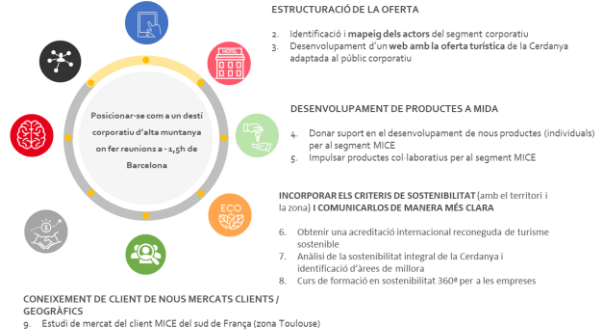 ESTRUCTURACIÓ DE LA OFERTA
2. Identificació i mapeig dels actors del segment corporatiu
3. Desenvolupament d'un web amb la oferta turística de la Cerdanya
adaptada al públic corporatiu
HOTEL
Posicionar-se com a un destí
corporatiu d'alta muntanya
on fer reunions a - 1,5h de
Barcelona
DESENVOLUPAMENT DE PRODUCTES A MIDA
4. Donar suport en el desenvolupament de nous productes (individuals)
per al segment MICE
5. Impulsar productes col·laboratius per al segment MICE
ECO
INCORPORAR ELS CRITERIS DE SOSTENIBILITAT (amb el territori i
la zona) I COMUNICARLOS DE MANERA MÉS CLARA
6. Obtenir una acreditació internacional reconeguda de turisme
sostenible
7. Anàlisi de la sostenibilitat integral de la Cerdanya i
identificació d'àrees de millora
8. Curs de formació en sostenibilitat 360º per a les empreses
CONEIXEMENT DE CLIENT DE NOUS MERCATS CLIENTS /
GEOGRÀFICS
9. Estudi de mercat del client MICE del sud de França (zona Toulouse)